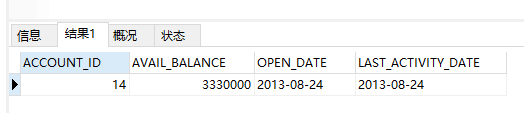 信息 结果1 概况 状态
ACCOUNT_ID AVAIL_BALANCE OPEN_DATE LAST_ACTIVITY_DATE
14 3330000 2013-08-24 2013-08-24